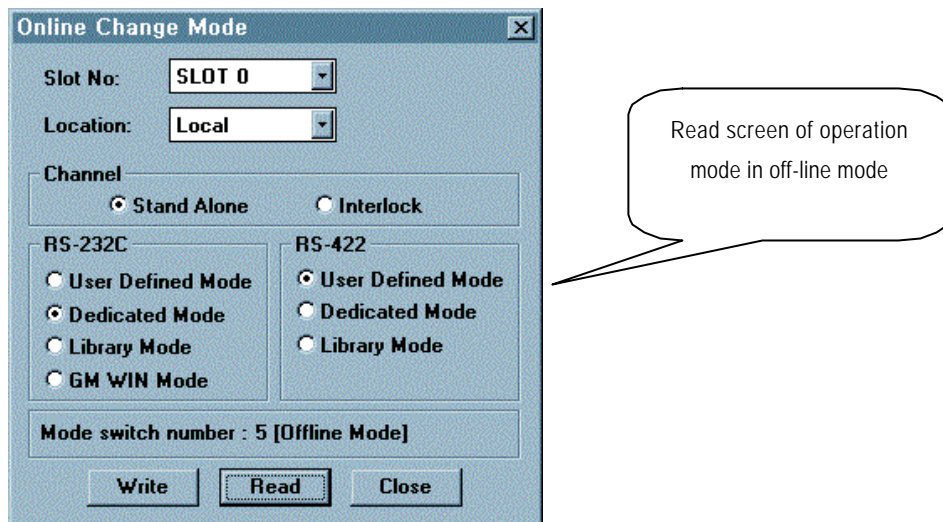 Online Change Mode
Slot No: SLOT 0
Location: Local
Channel
Stand Alone Interlock
RS-232C
User Defined Mode
Dedicated Mode
Library Mode
GM WIN Mode
RS-422
User Defined Mode
Dedicated Mode
Library Mode
Mode switch number : 5 [Offline Mode]
Write Read Close
Read screen of operation
mode in off-line mode